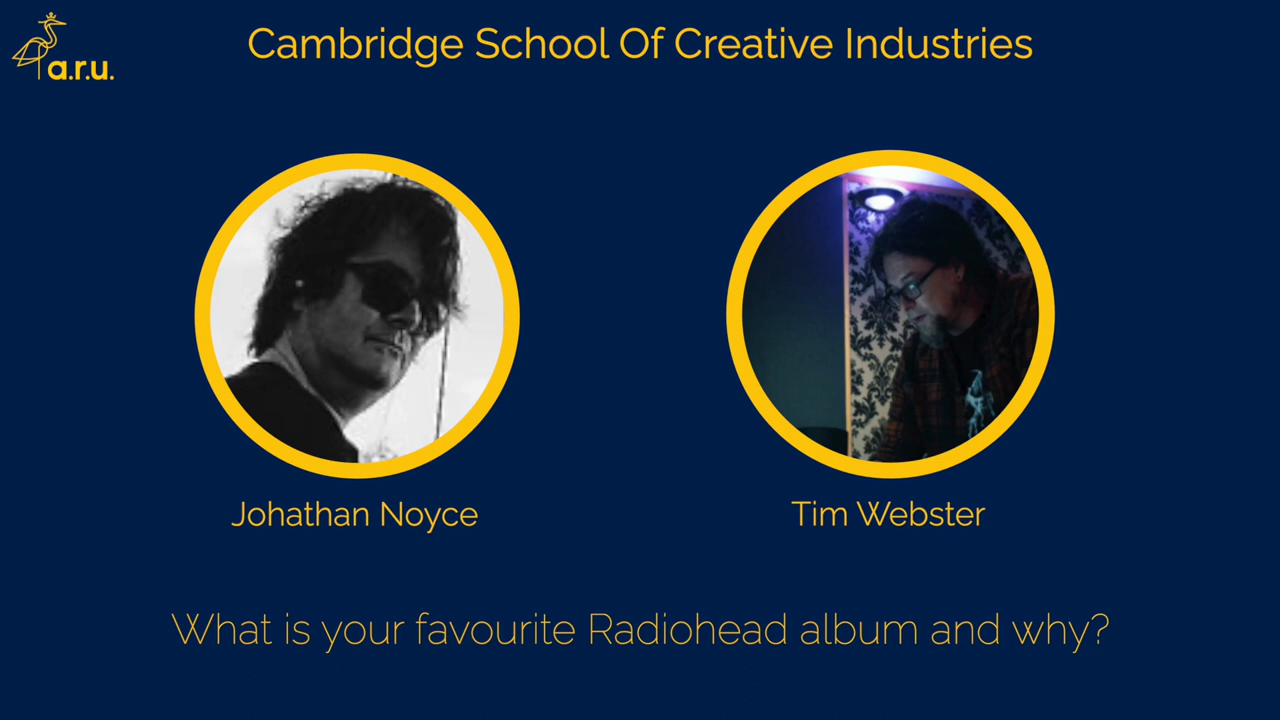 Cambridge School Of Creative Industries
a.r.u.
Johathan Noyce
Tim Webster
What is your favourite Radiohead album and why?